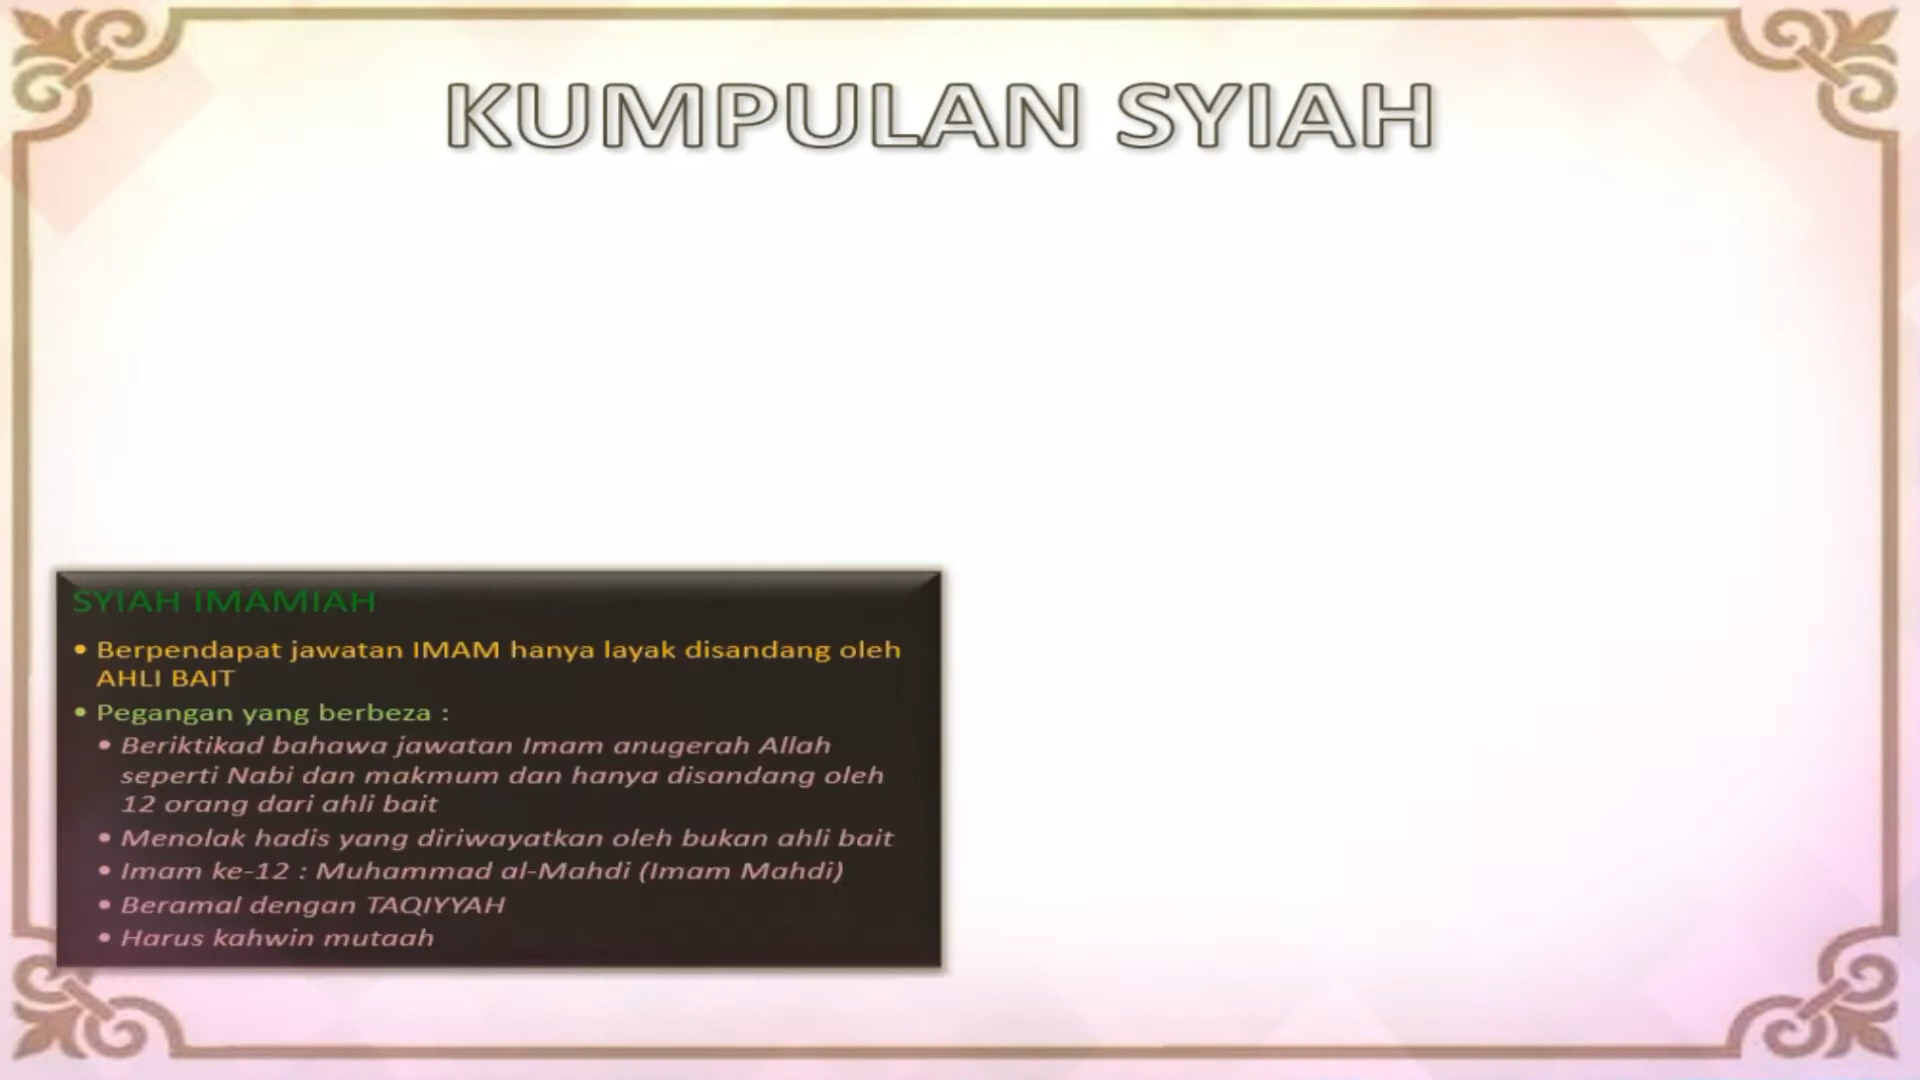 KUMPULAN SYIAH
SYIAH IMAMIAH
• Berpendapat jawatan IMAM hanya layak disandang oleh
AHLI BAIT
• Pegangan yang berbeza :
• Beriktikad bahawa jawatan Imam anugerah Allah
seperti Nabi dan makmum dan hanya disandang oleh
12 orang dari ahli bait
• Menolak hadis yang diriwayatkan oleh bukan ahli bait
• Imam ke-12 : Muhammad al-Mahdi (Imam Mahdi)
• Beramal dengan TAQIYYAH
• Harus kahwin mutaah